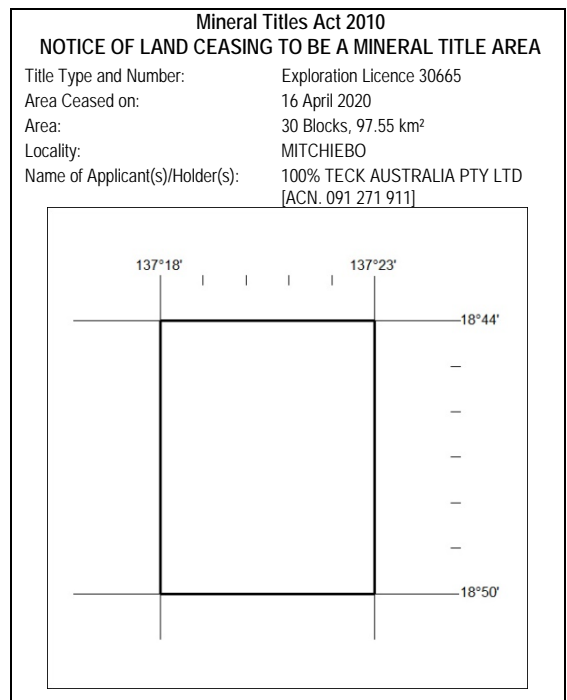 Mineral Titles Act 2010
NOTICE OF LAND CEASING TO BE A MINERAL TITLE AREA
Title Type and Number: Exploration Licence 30665
Area Ceased on: 16 April 2020
Area: 30 Blocks, 97.55 km²
Locality: MITCHIEBO
Name of Applicant(s)/Holder(s): 100% TECK AUSTRALIA PTY LTD
[ACN. 091 271 911]
137°18' 137°23'
18°44'
18°50'